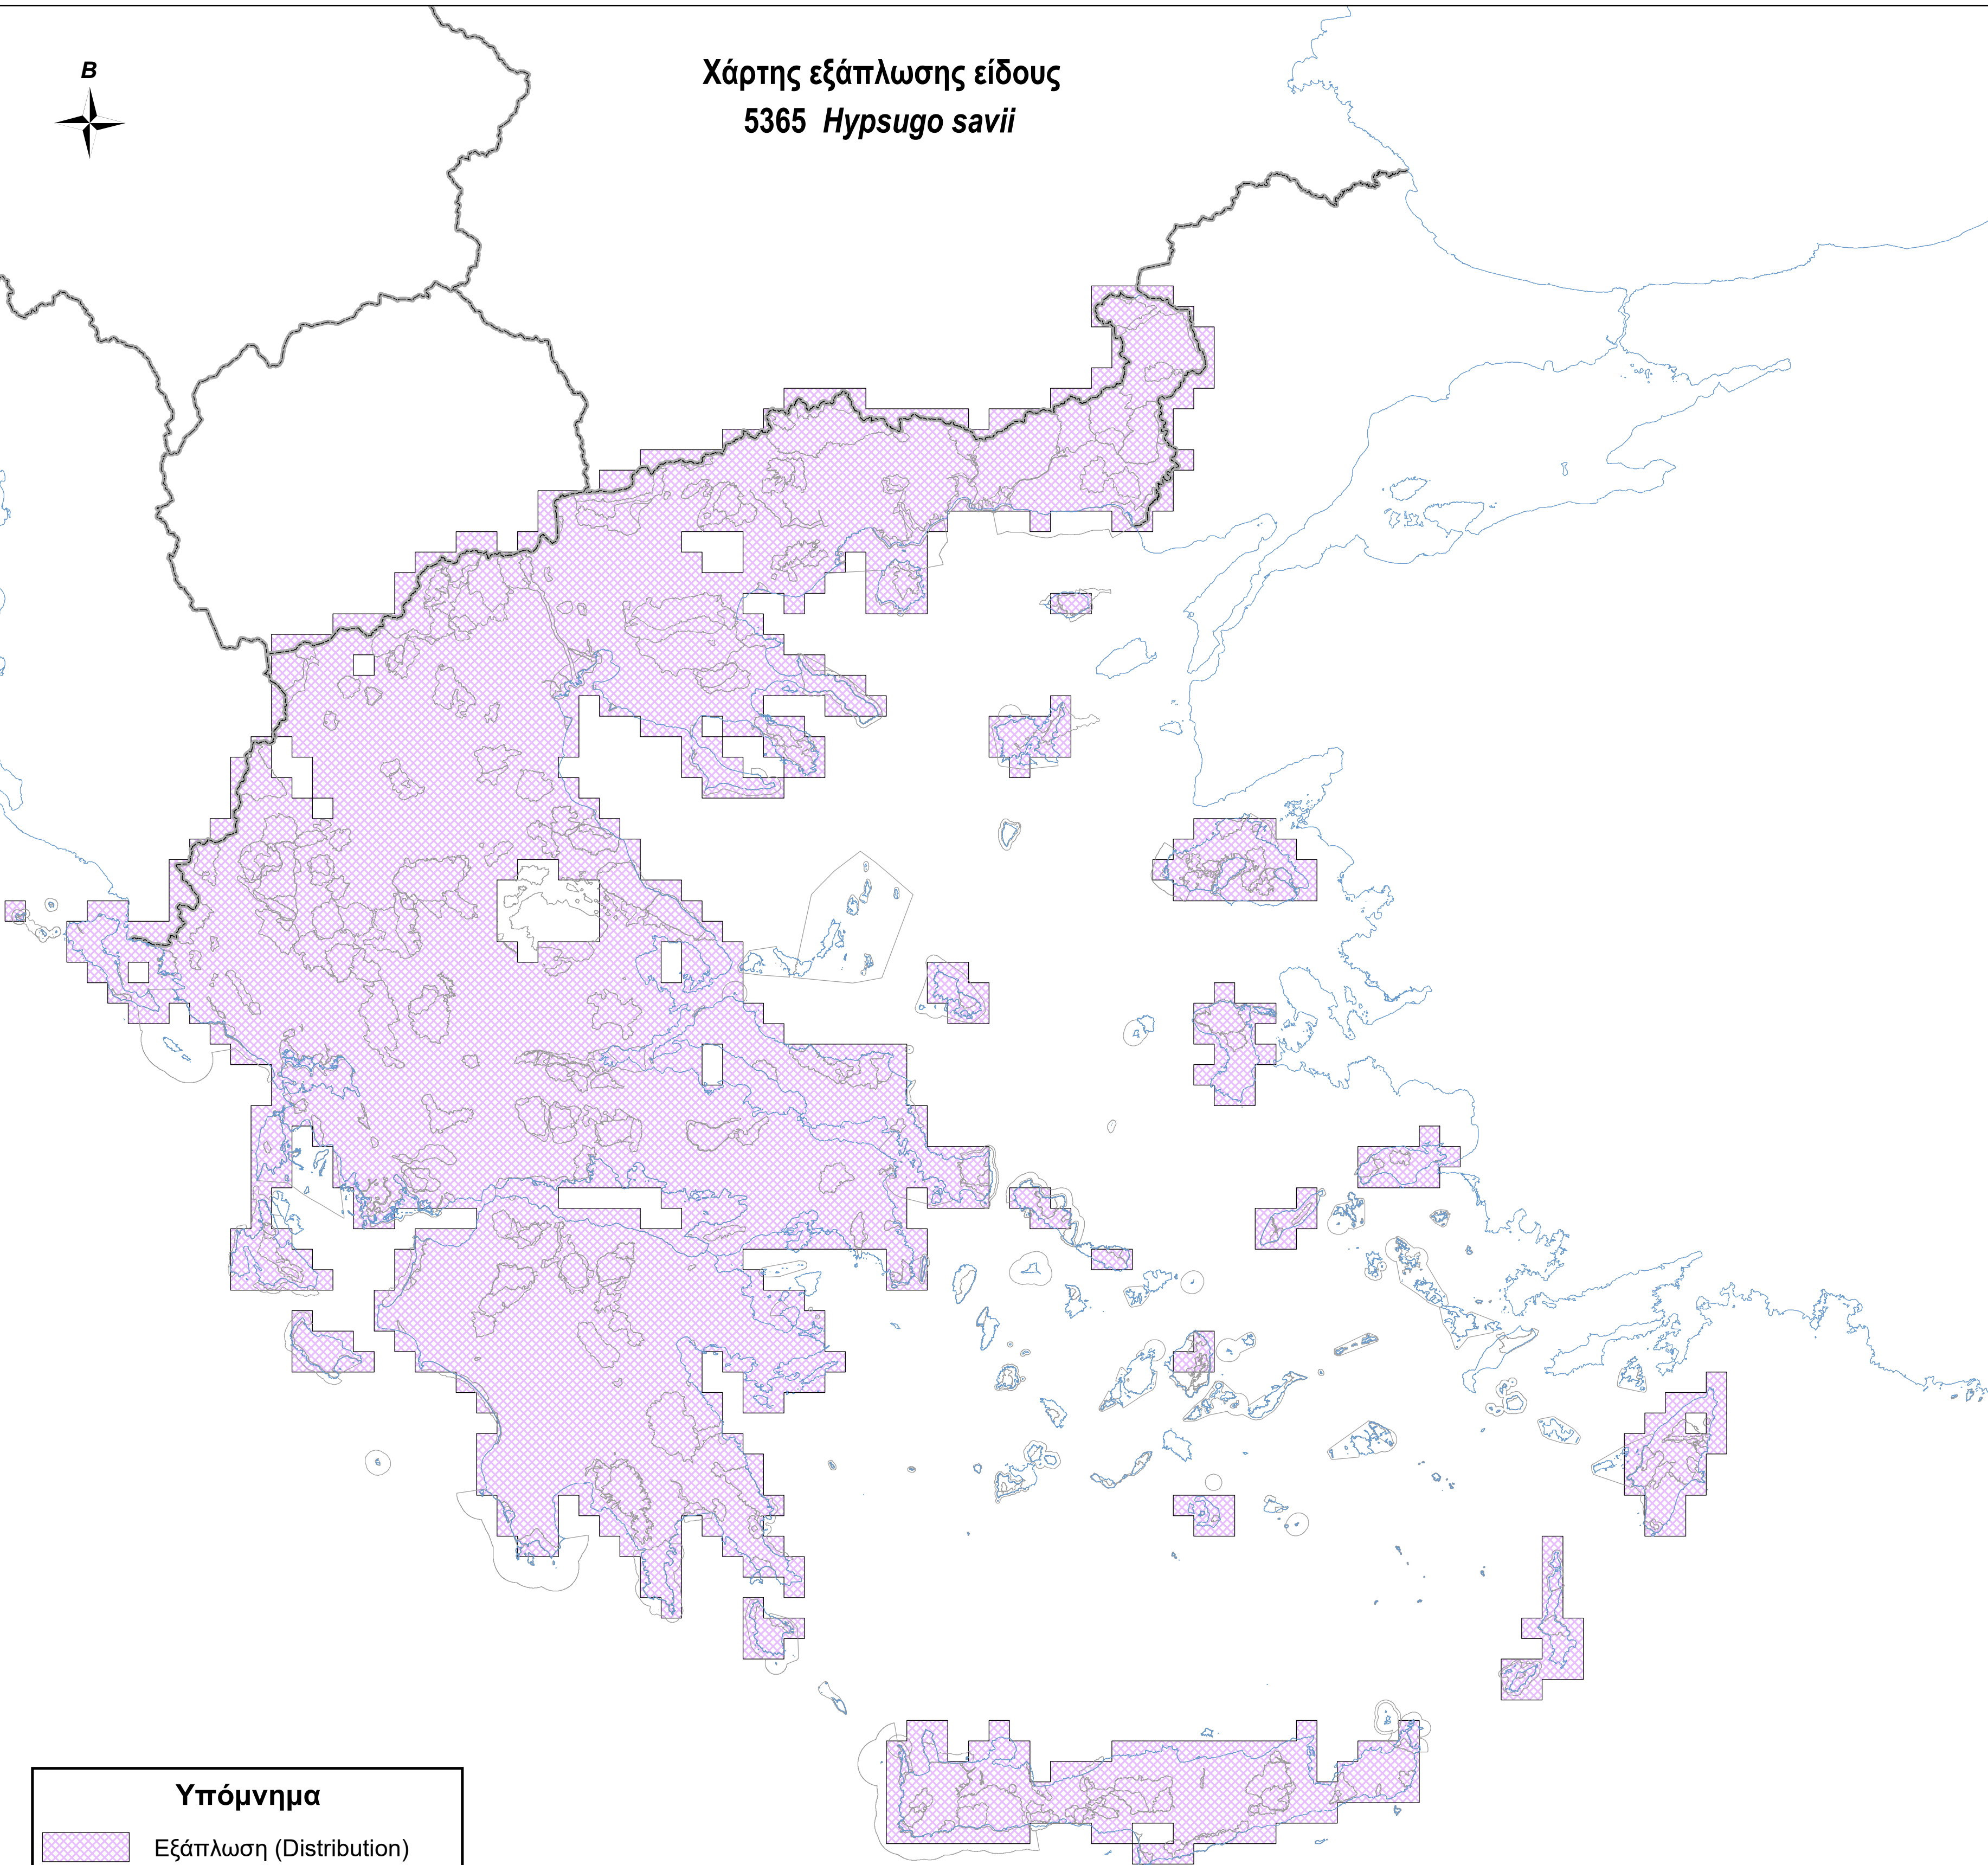 B
Χάρτης εξάπλωσης είδους
5365 Hypsugo savii
Υπόμνημα
Εξάπλωση (Distribution)